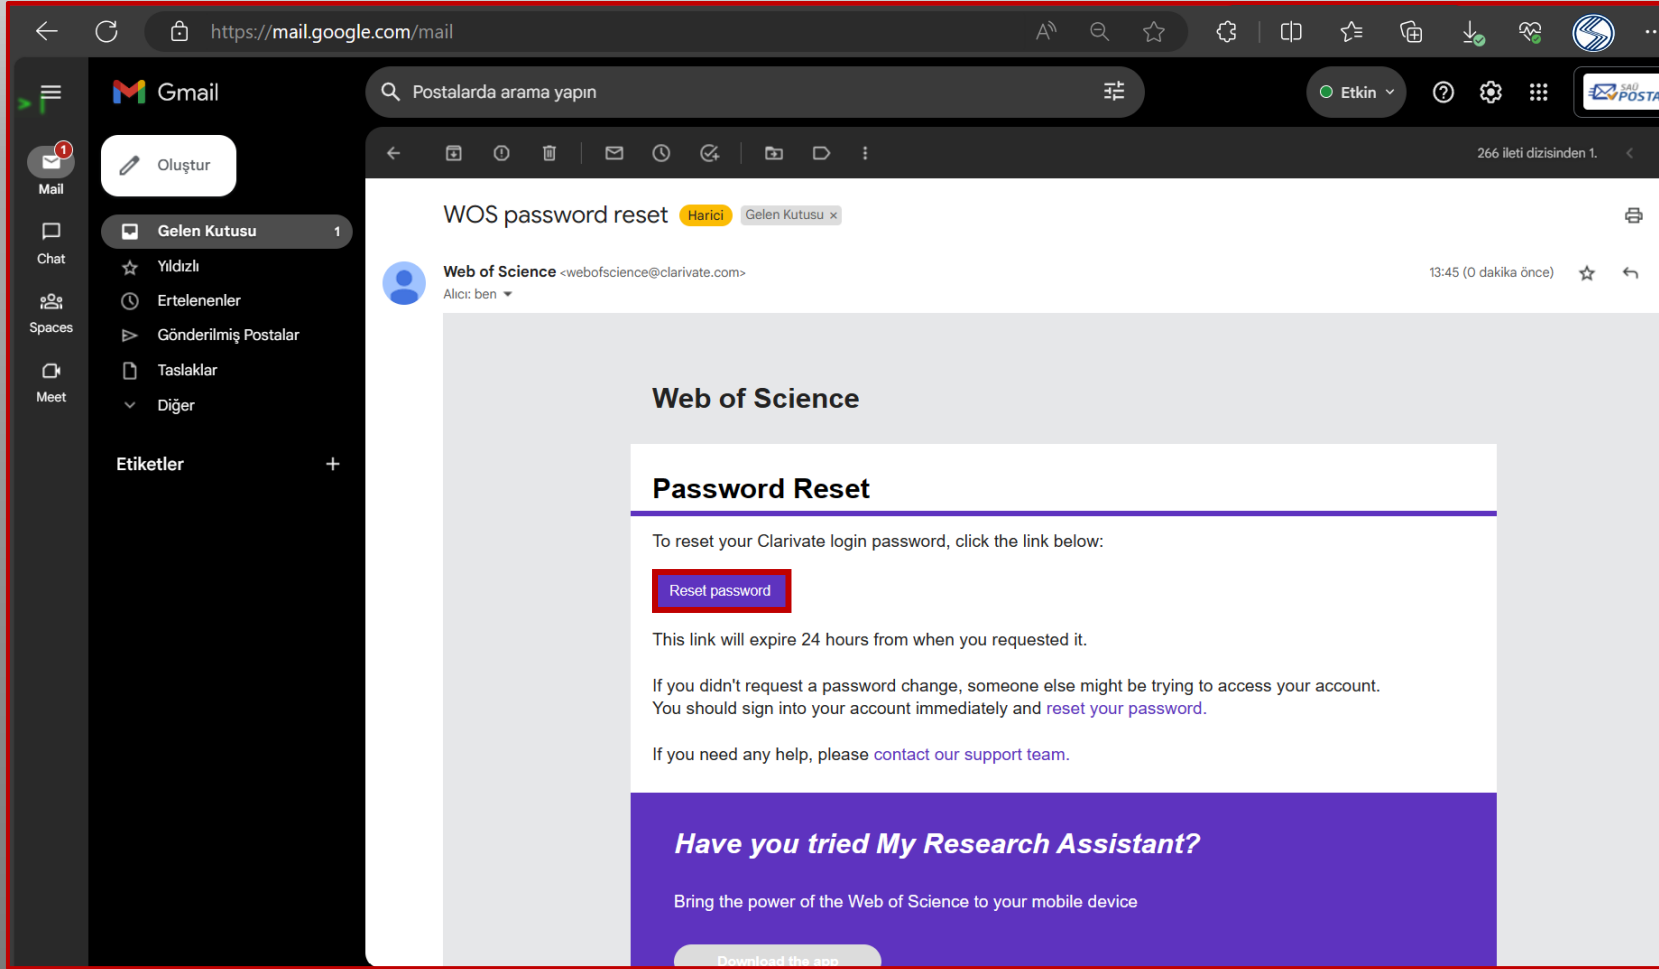 https://mail.google.com/mail
Gmail
Postalarda arama yapın
Etkin
SAÜ
POSTA
1
Mail
Oluştur
266 ileti dizisinden 1.
WOS password reset Harici Gelen Kutusu ×
Gelen Kutusu 1
Chat
Yıldızlı
Web of Science <webofscience@clarivate.com> 13:45 (0 dakika önce)
Alıcı: ben
Ertelenenler
Spaces
Gönderilmiş Postalar
Taslaklar
Meet
Diğer
Etiketler +
Web of Science
Password Reset
To reset your Clarivate login password, click the link below:
Reset password
This link will expire 24 hours from when you requested it.
If you didn't request a password change, someone else might be trying to access your account.
You should sign into your account immediately and reset your password.
If you need any help, please contact our support team.
Have you tried My Research Assistant?
Bring the power of the Web of Science to your mobile device
Download the app